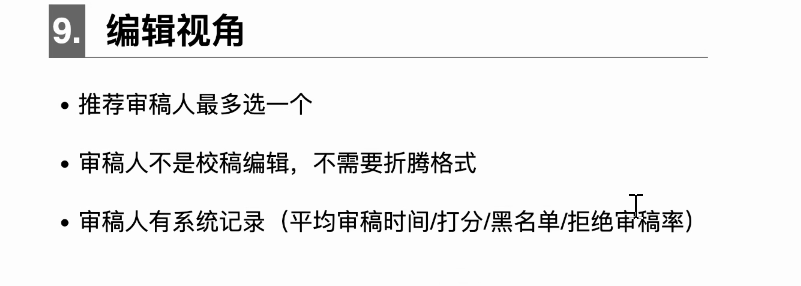 9. 编辑视角
• 推荐审稿人最多选一个
• 审稿人不是校稿编辑，不需要折腾格式
• 审稿人有系统记录（平均审稿时间/打分/黑名单/拒绝审稿率）